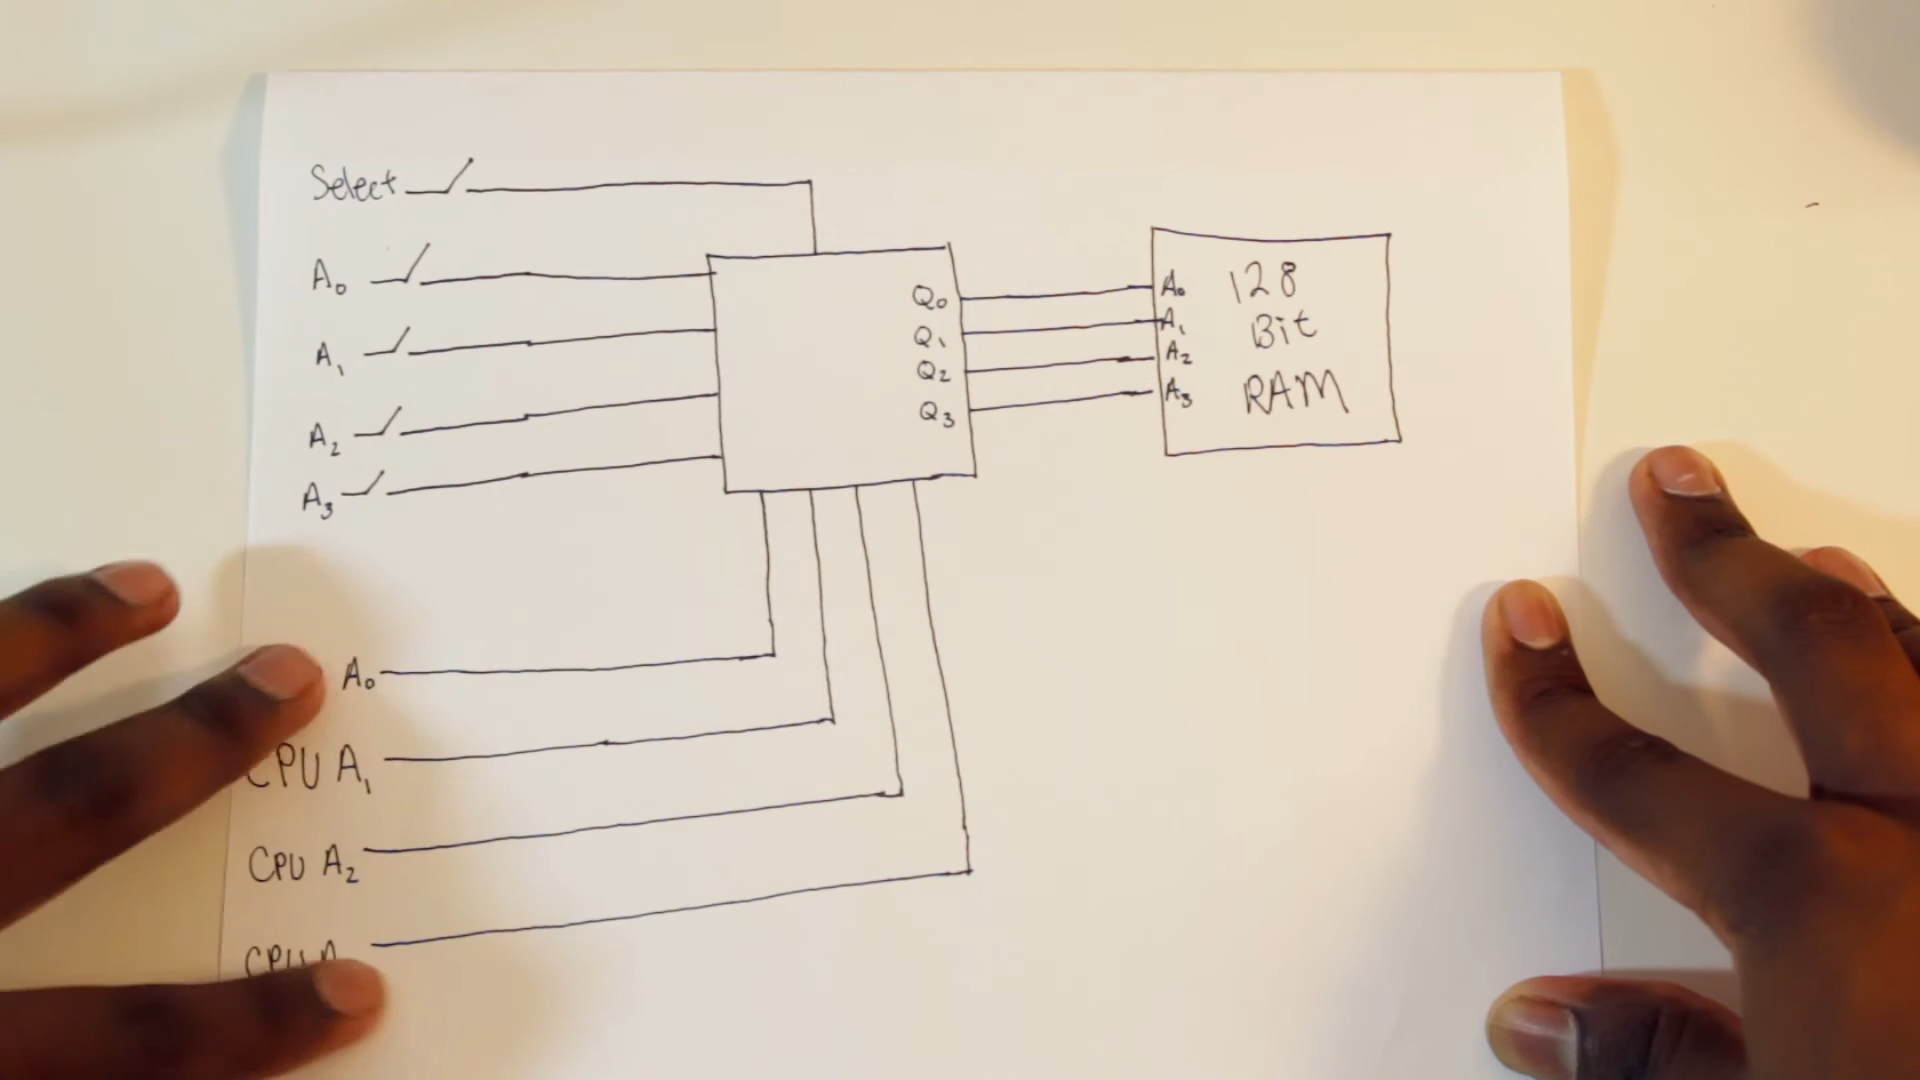 Select
A₀
A₁
A₂
A₃
Q₀
Q₁
Q₂
Q₃
A₀
A₁
A₂
A₃
128
Bit
RAM
A₀
CPU A₁
CPU A₂
CPU A